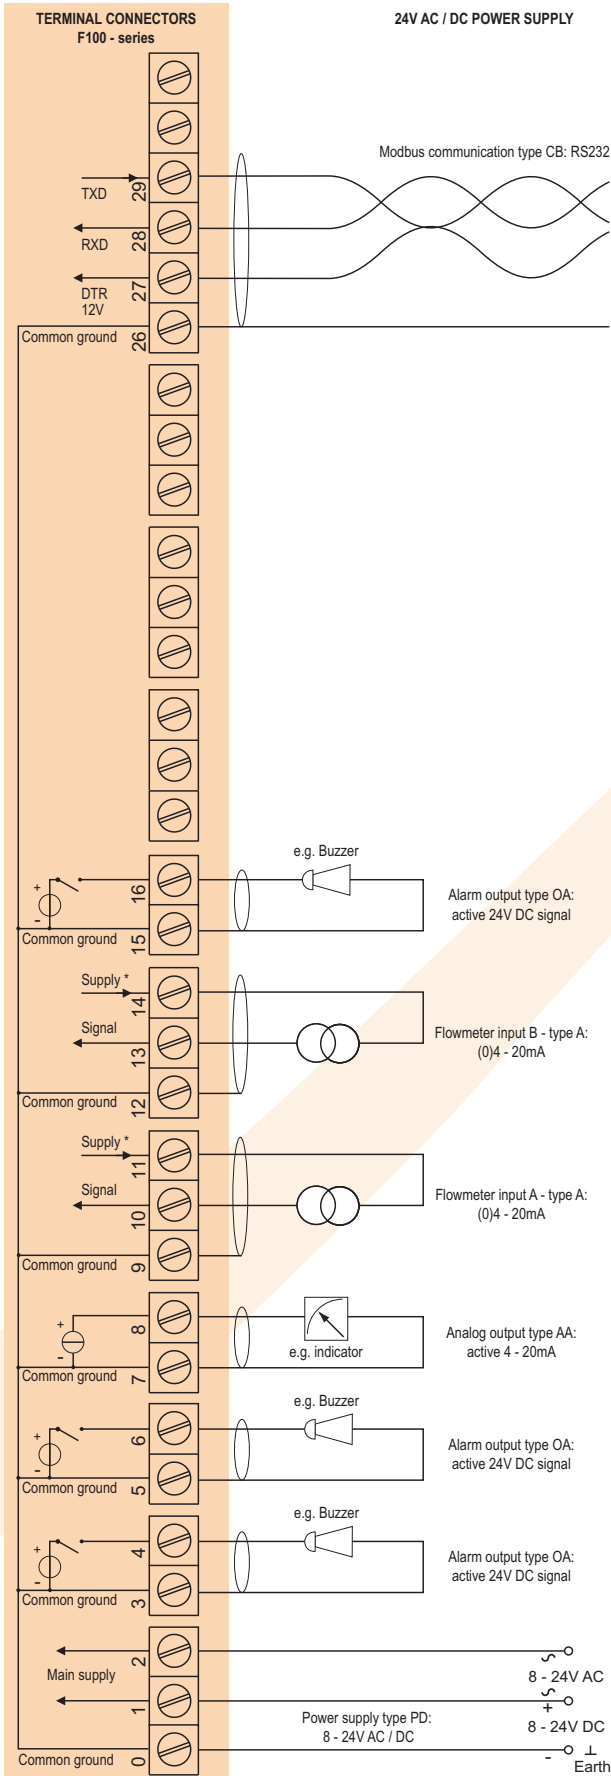 TERMINAL CONNECTORS
F100 - series
24V AC / DC POWER SUPPLY
Modbus communication type CB: RS232
TXD
29
RXD
28
DTR
12V
27
Common ground
26
e.g. Buzzer
+
-
16
Alarm output type OA:
active 24V DC signal
Common ground
15
Supply *
14
Signal
13
Flowmeter input B - type A:
(0)4 - 20mA
Common ground
12
Supply *
11
Signal
10
Flowmeter input A - type A:
(0)4 - 20mA
Common ground
9
+
-
8
e.g. indicator
Analog output type AA:
active 4 - 20mA
Common ground
7
e.g. Buzzer
+
-
6
Alarm output type OA:
active 24V DC signal
Common ground
5
e.g. Buzzer
+
-
4
Alarm output type OA:
active 24V DC signal
Common ground
3
2
Main supply
8 - 24V AC
1
+
Power supply type PD:
8 - 24V AC / DC
8 - 24V DC
Common ground
0
-
Earth